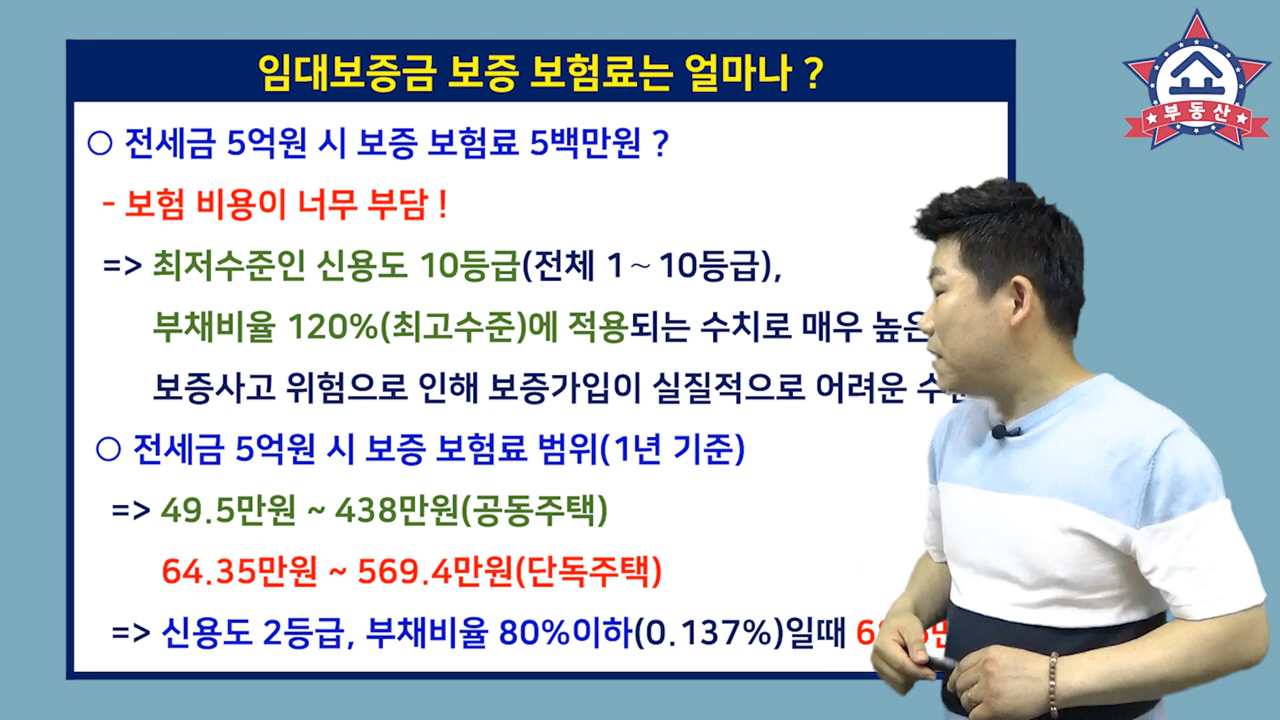 임대보증금 보증 보험료는 얼마나 ?
부동산
○ 전세금 5억원 시 보증 보험료 5백만원 ?
- 보험 비용이 너무 부담 !
=> 최저수준인 신용도 10등급(전체 1~10등급),
부채비율 120%(최고수준)에 적용되는 수치로 매우 높은
보증사고 위험으로 인해 보증가입이 실질적으로 어려운
○ 전세금 5억원 시 보증 보험료 범위(1년 기준)
=> 49.5만원 ~ 438만원(공동주택)
64.35만원 ~ 569.4만원(단독주택)
=> 신용도 2등급, 부채비율 80%이하(0.137%)일때